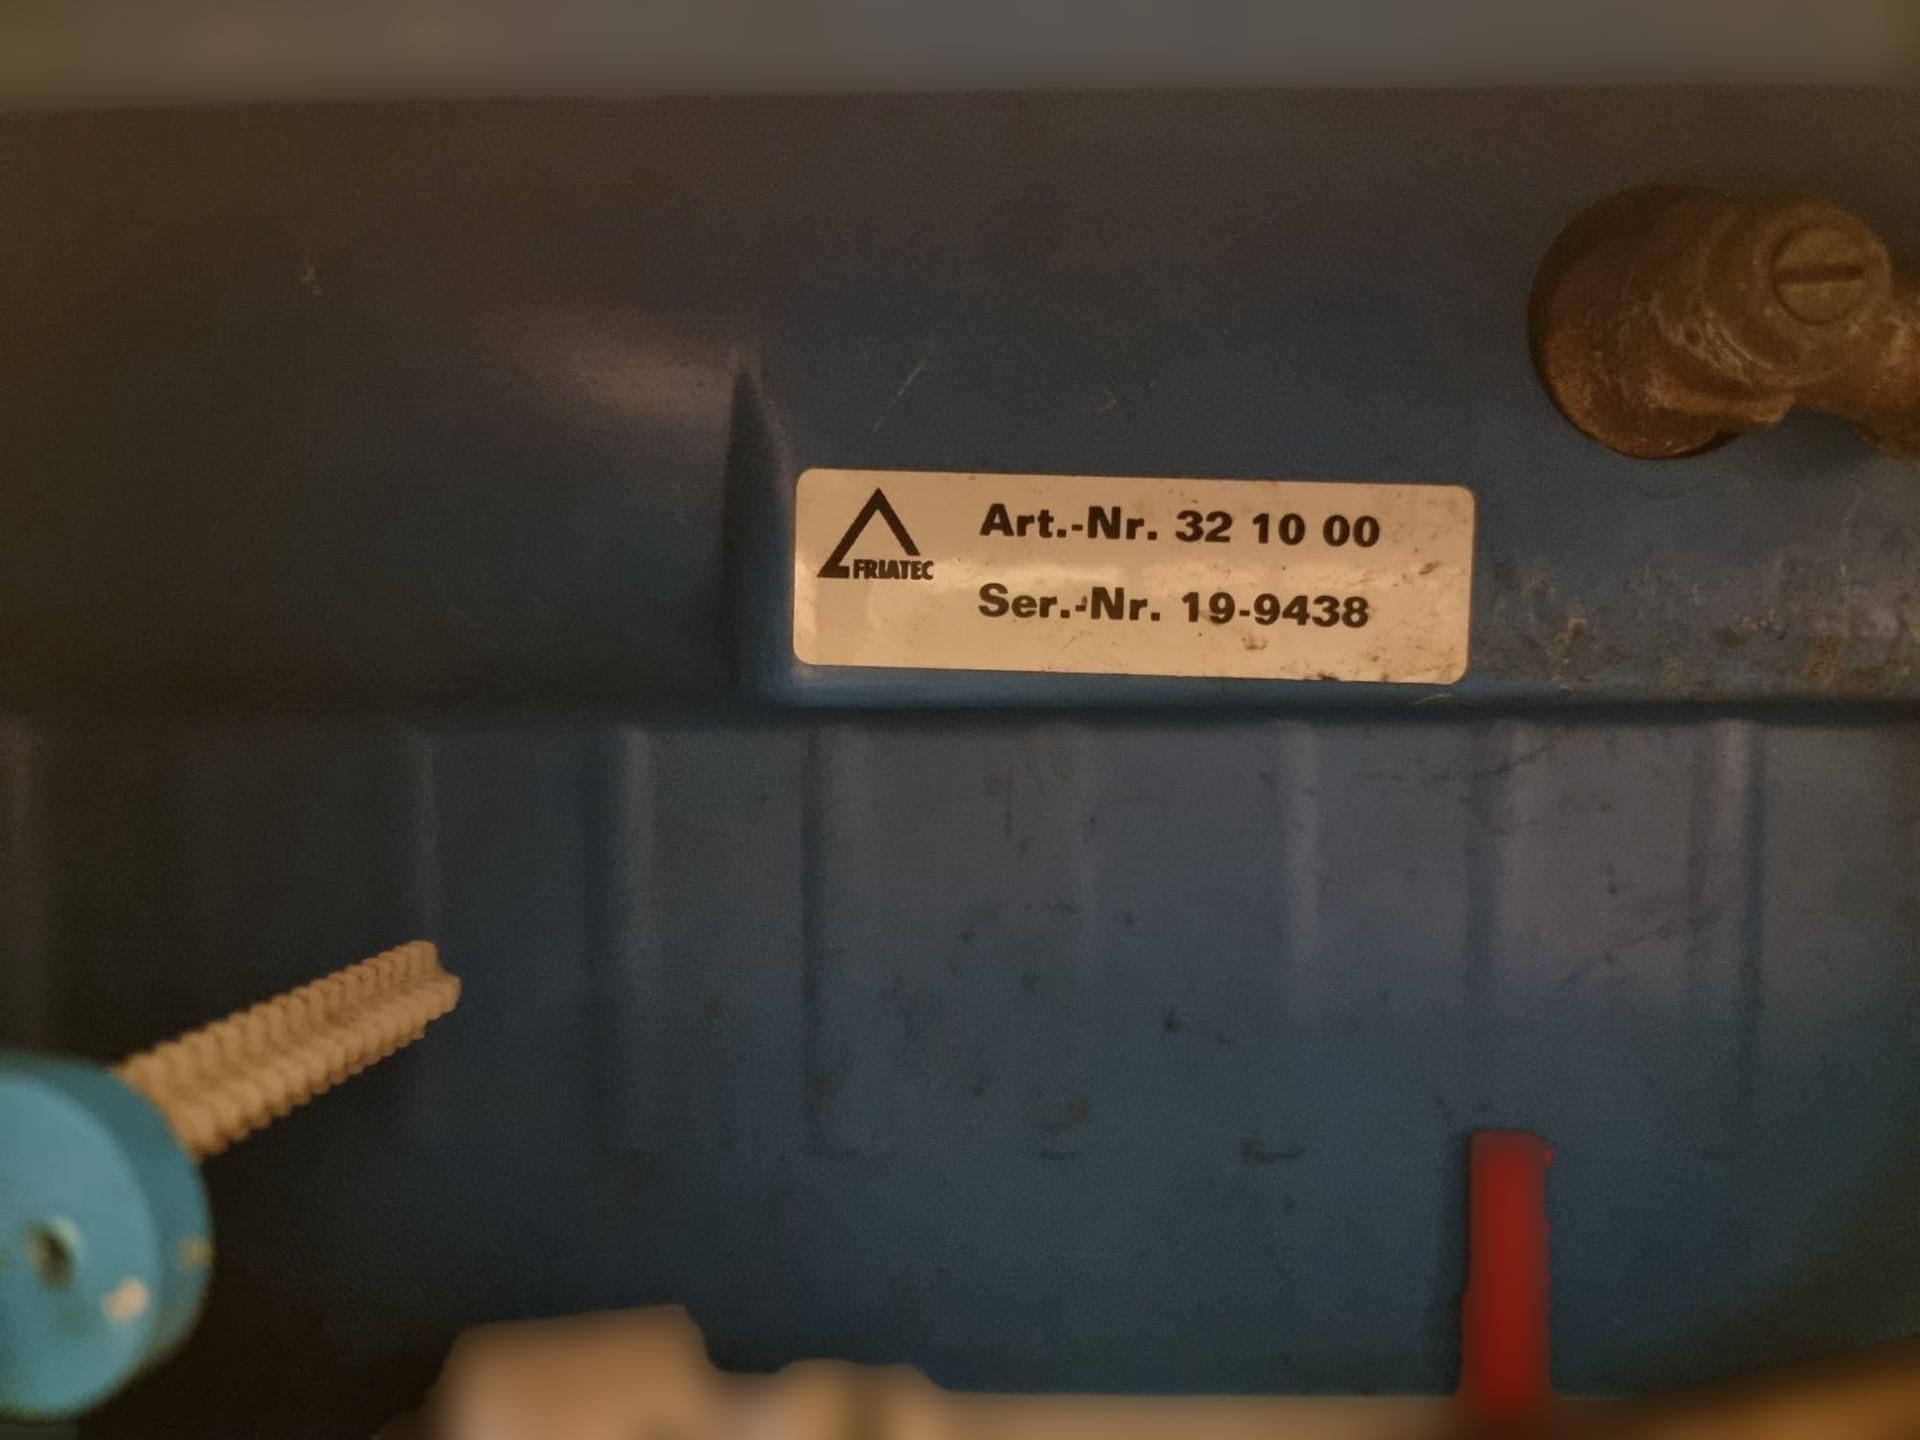 Art.-Nr. 32 10 00
FRIATEC
Ser.-Nr. 19-9438